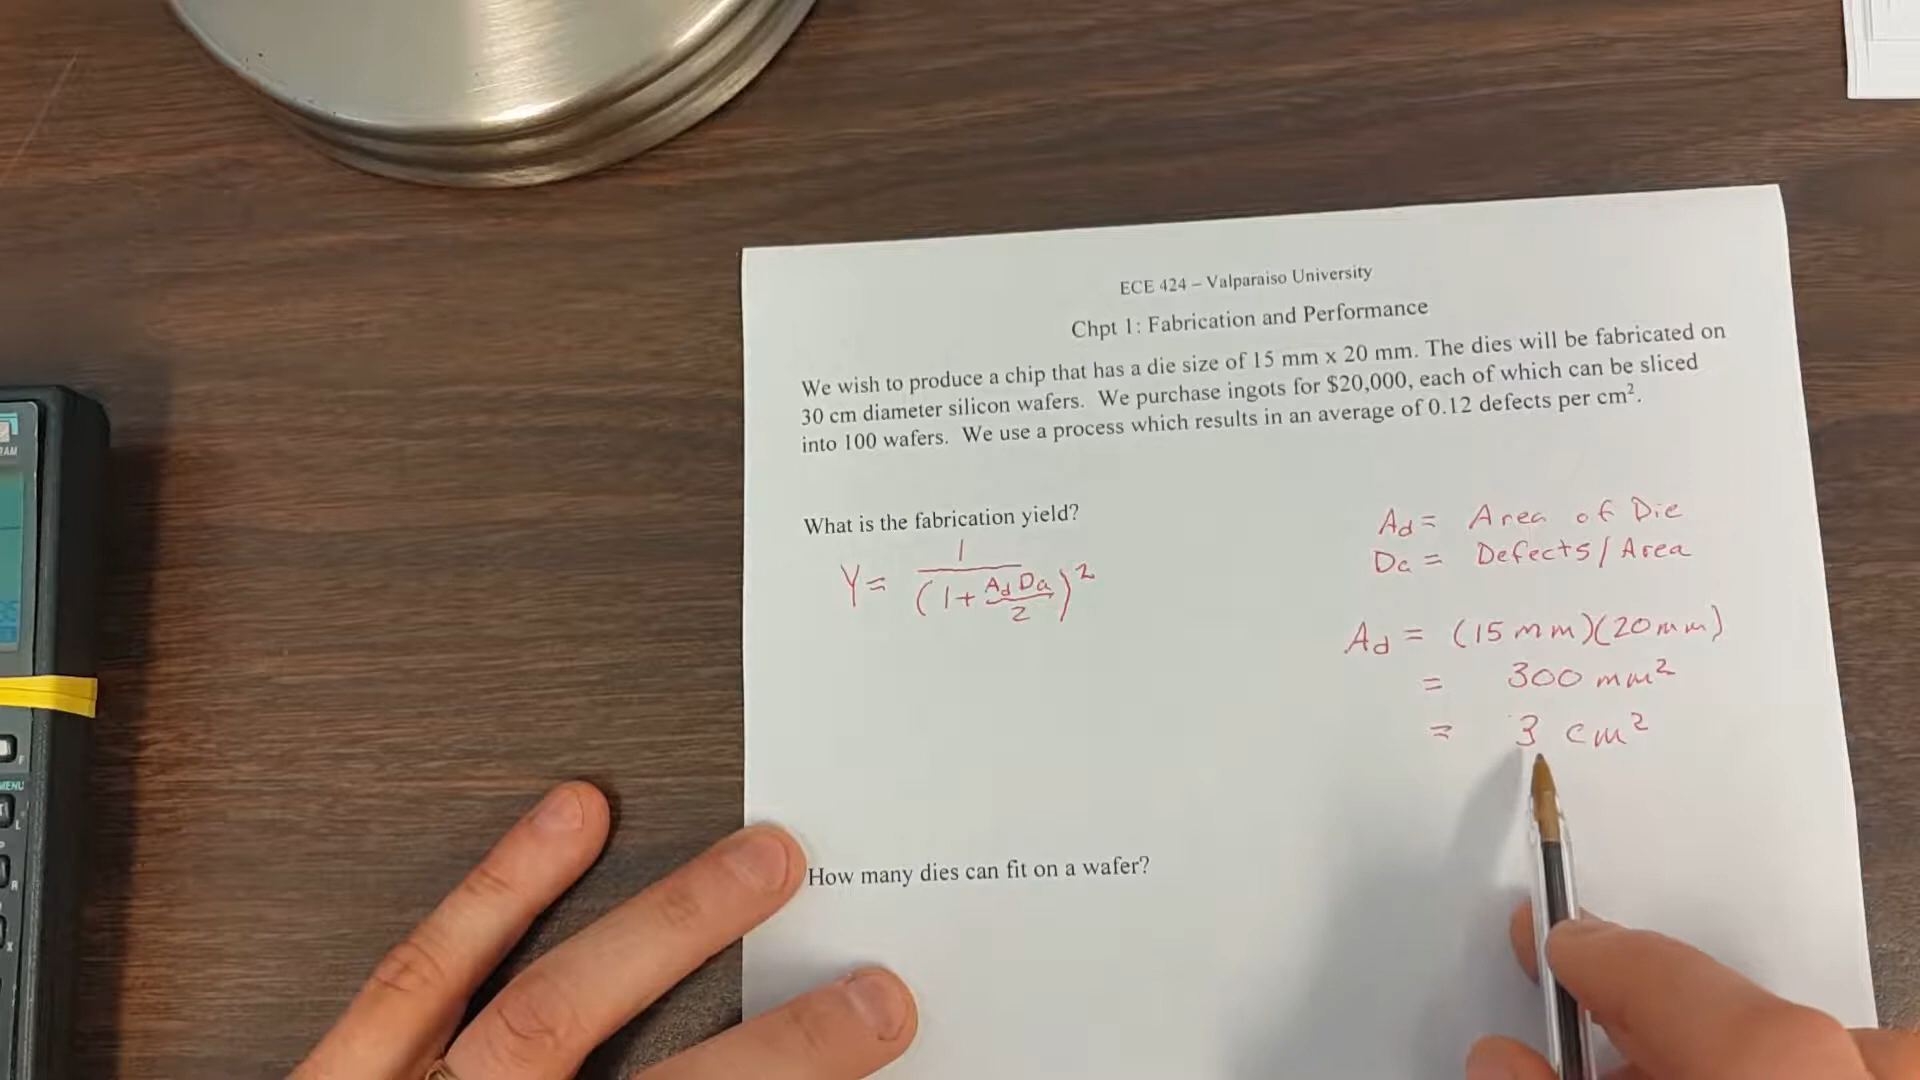 ECE 424 – Valparaiso University
Chpt 1: Fabrication and Performance
We wish to produce a chip that has a die size of 15 mm x 20 mm. The dies will be fabricated on
30 cm diameter silicon wafers. We purchase ingots for $20,000, each of which can be sliced
into 100 wafers. We use a process which results in an average of 0.12 defects per cm².
What is the fabrication yield?
Y = 1 / (1 + Ad Da / 2)²
Ad = Area of Die
Da = Defects/Area
Ad = (15 mm)(20 mm)
= 300 mm²
= 3 cm²
How many dies can fit on a wafer?
MENU